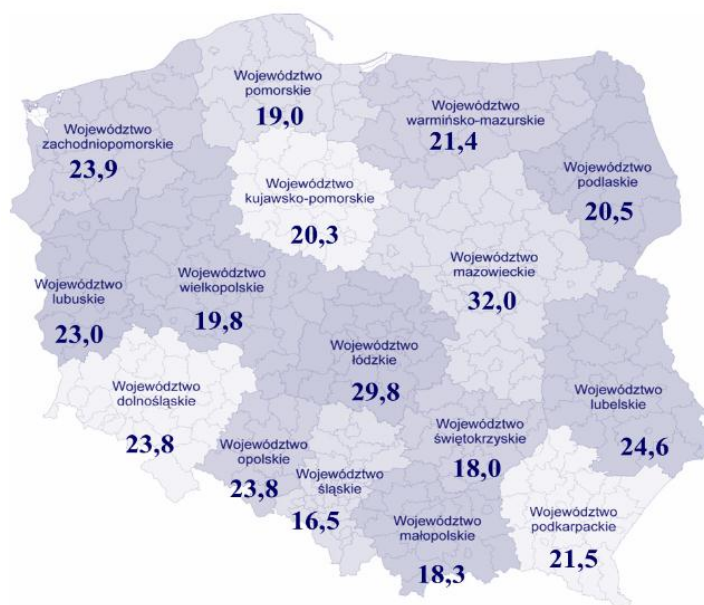 Województwo
pomorskie
19,0
Województwo
warmińsko-mazurskie
21,4
Województwo
zachodniopomorskie
23,9
Województwo
podlaskie
20,5
Województwo
kujawsko-pomorskie
20,3
Województwo
mazowieckie
32,0
Województwo
wielkopolskie
19,8
Województwo
lubuskie
23,0
Województwo
łódzkie
29,8
Województwo
dolnośląskie
23,8
Województwo
lubelskie
24,6
Województwo
świętokrzyskie
18,0
Województwo
opolskie
23,8
Województwo
śląskie
16,5
Województwo
małopolskie
18,3
Województwo
podkarpackie
21,5